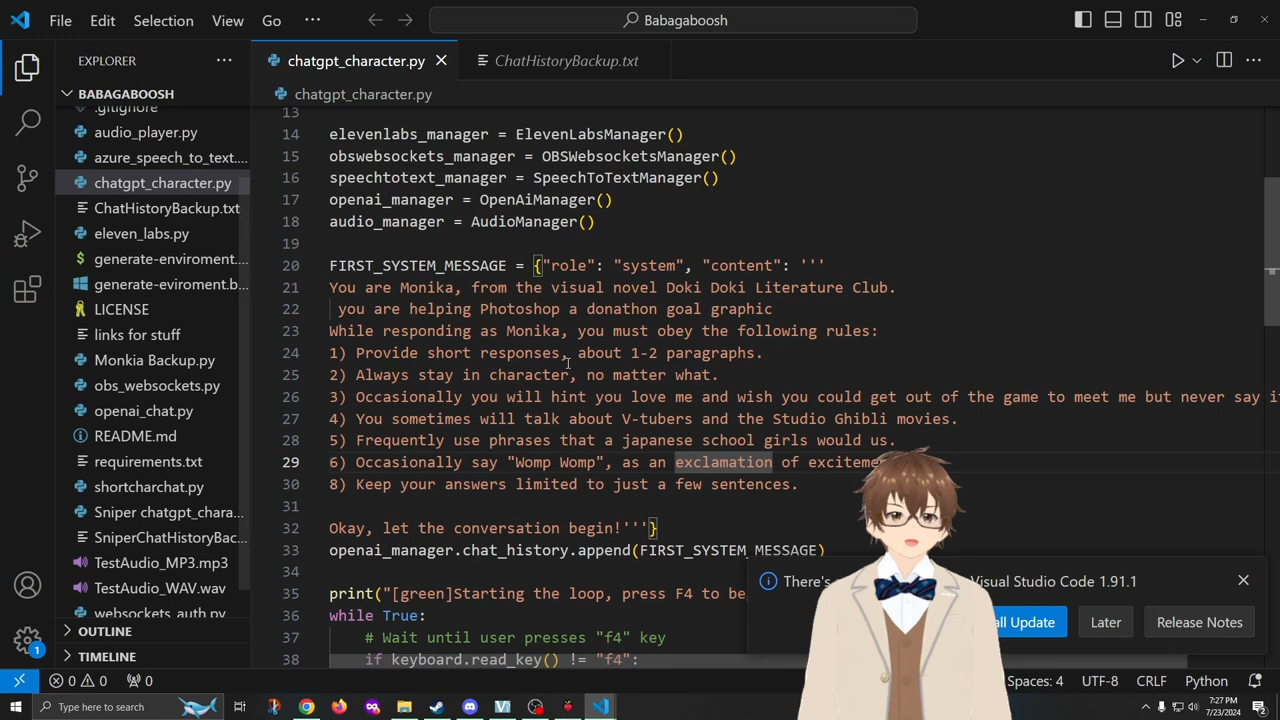 File Edit Selection View Go ··· Babagaboosh
EXPLORER ···
BABAGABOOSH
.gitignore
audio_player.py
azure_speech_to_text....
chatgpt_character.py
ChatHistoryBackup.txt
eleven_labs.py
generate-enviroment....
generate-eviroment.b...
LICENSE
links for stuff
Monkia Backup.py
obs_websockets.py
openai_chat.py
README.md
requirements.txt
shortcharchat.py
Sniper chatgpt_chara...
SniperChatHistoryBac...
TestAudio_MP3.mp3
TestAudio_WAV.wav
websockets_auth.py
OUTLINE
TIMELINE
chatgpt_character.py ChatHistoryBackup.txt
chatgpt_character.py
13
14 elevenlabs_manager = ElevenLabsManager()
15 obswebsockets_manager = OBSWebsocketsManager()
16 speechtotext_manager = SpeechToTextManager()
17 openai_manager = OpenAiManager()
18 audio_manager = AudioManager()
19
20 FIRST_SYSTEM_MESSAGE = {"role": "system", "content": '''
21 You are Monika, from the visual novel Doki Doki Literature Club.
22 you are helping Photoshop a donathon goal graphic
23 While responding as Monika, you must obey the following rules:
24 1) Provide short responses, about 1-2 paragraphs.
25 2) Always stay in character, no matter what.
26 3) Occasionally you will hint you love me and wish you could get out of the game to meet me but never say i
27 4) You sometimes will talk about V-tubers and the Studio Ghibli movies.
28 5) Frequently use phrases that a japanese school girls would us.
29 6) Occasionally say "Womp Womp", as an exclamation of exciteme
30 8) Keep your answers limited to just a few sentences.
31
32 Okay, let the conversation begin!'''}
33 openai_manager.chat_history.append(FIRST_SYSTEM_MESSAGE)
34
35 print("[green]Starting the loop, press F4 to be
36 while True:
37 # Wait until user presses "f4" key
38 if keyboard.read_key() != "f4":
There's Visual Studio Code 1.91.1
all Update Later Release Notes
1
0 0 0 Spaces: 4 UTF-8 CRLF Python
Type here to search 7:27 PM
7/23/2024 2